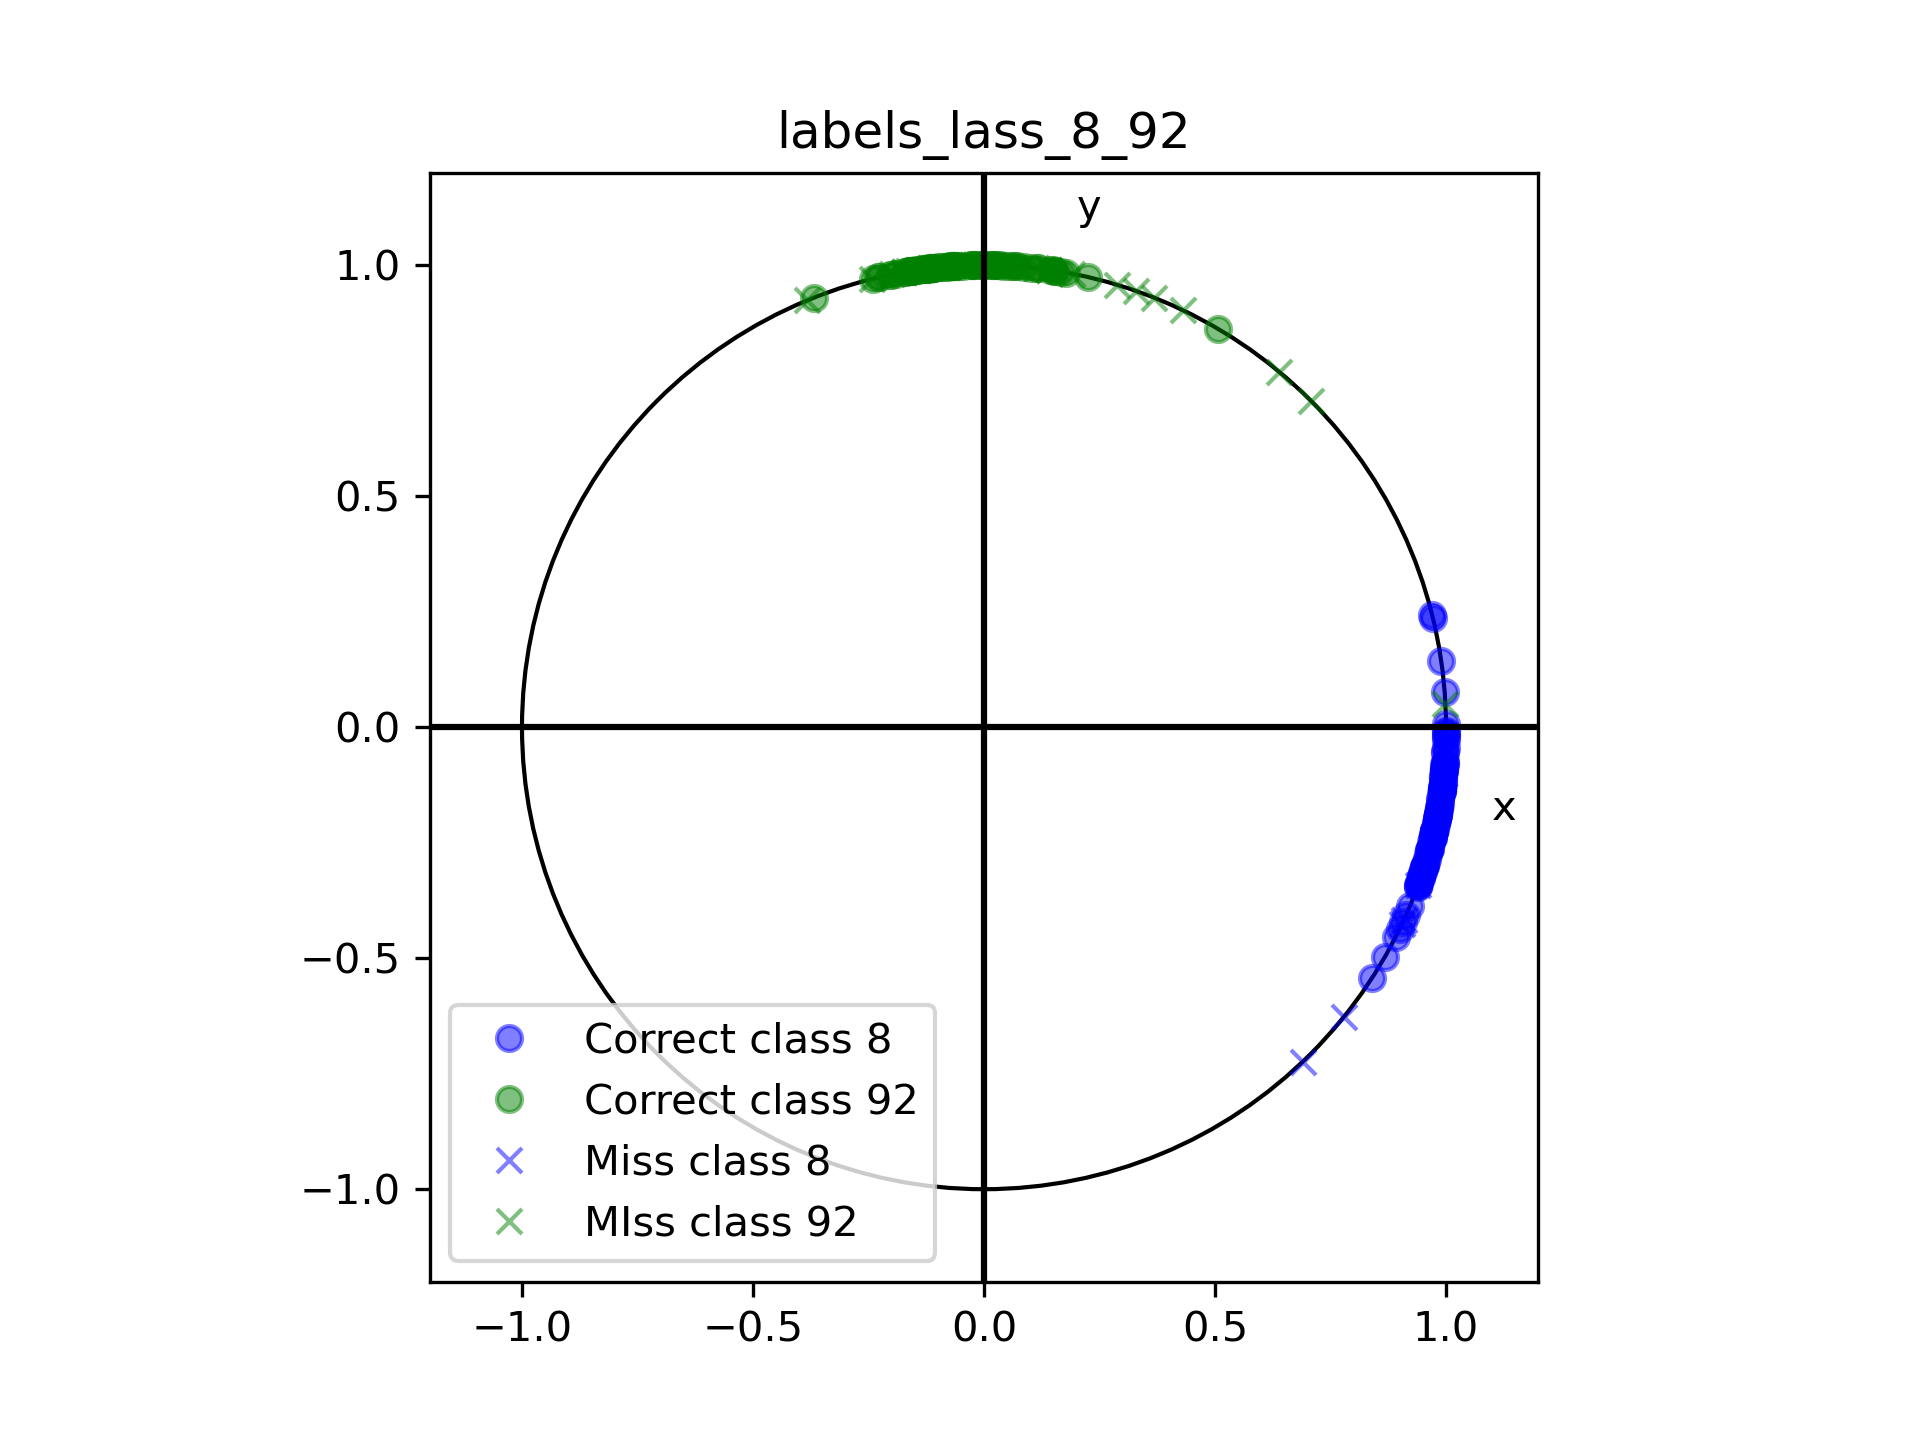 labels_lass_8_92
y
1.0
0.5
0.0
x
−0.5
−1.0
Correct class 8
Correct class 92
Miss class 8
MIss class 92
−1.0 −0.5 0.0 0.5 1.0